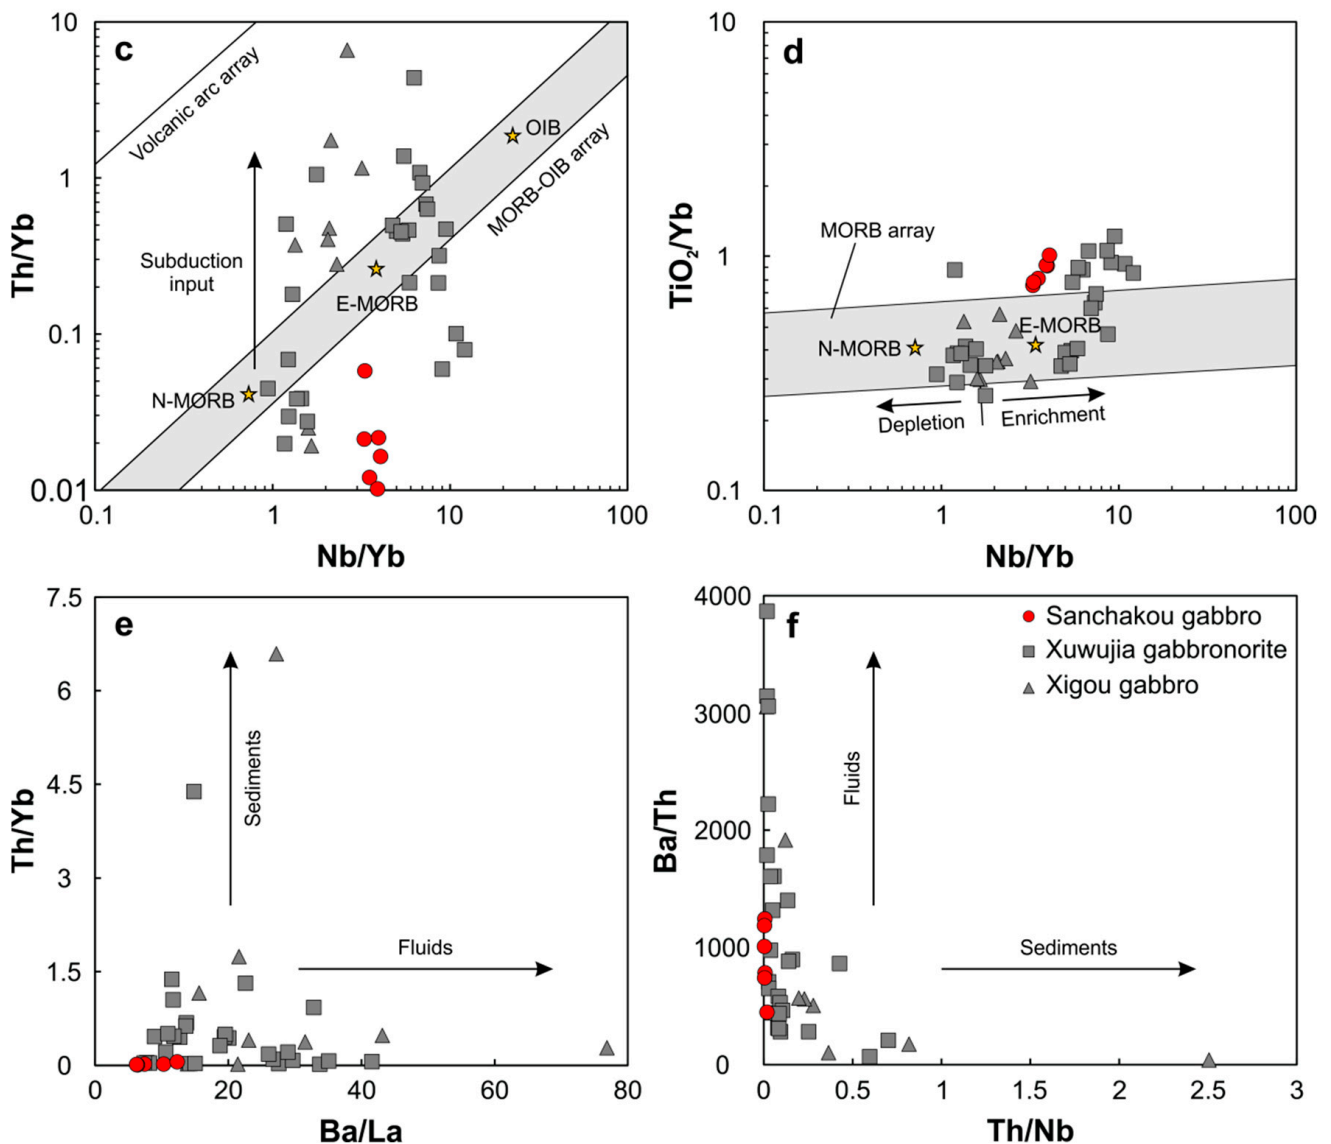 c
10
1
0.1
0.01
0.1
1
10
100
Th/Yb
Nb/Yb
Volcanic arc array
Subduction
input
OIB
MORB-OIB array
E-MORB
N-MORB
d
10
1
0.1
0.1
1
10
100
TiO2/Yb
Nb/Yb
MORB array
N-MORB
E-MORB
Depletion
Enrichment
e
7.5
6
4.5
3
1.5
0
0
20
40
60
80
Th/Yb
Ba/La
Sediments
Fluids
f
4000
3000
2000
1000
0
0
0.5
1
1.5
2
2.5
3
Ba/Th
Th/Nb
Sanchakou gabbro
Xuwujia gabbronorite
Xigou gabbro
Fluids
Sediments